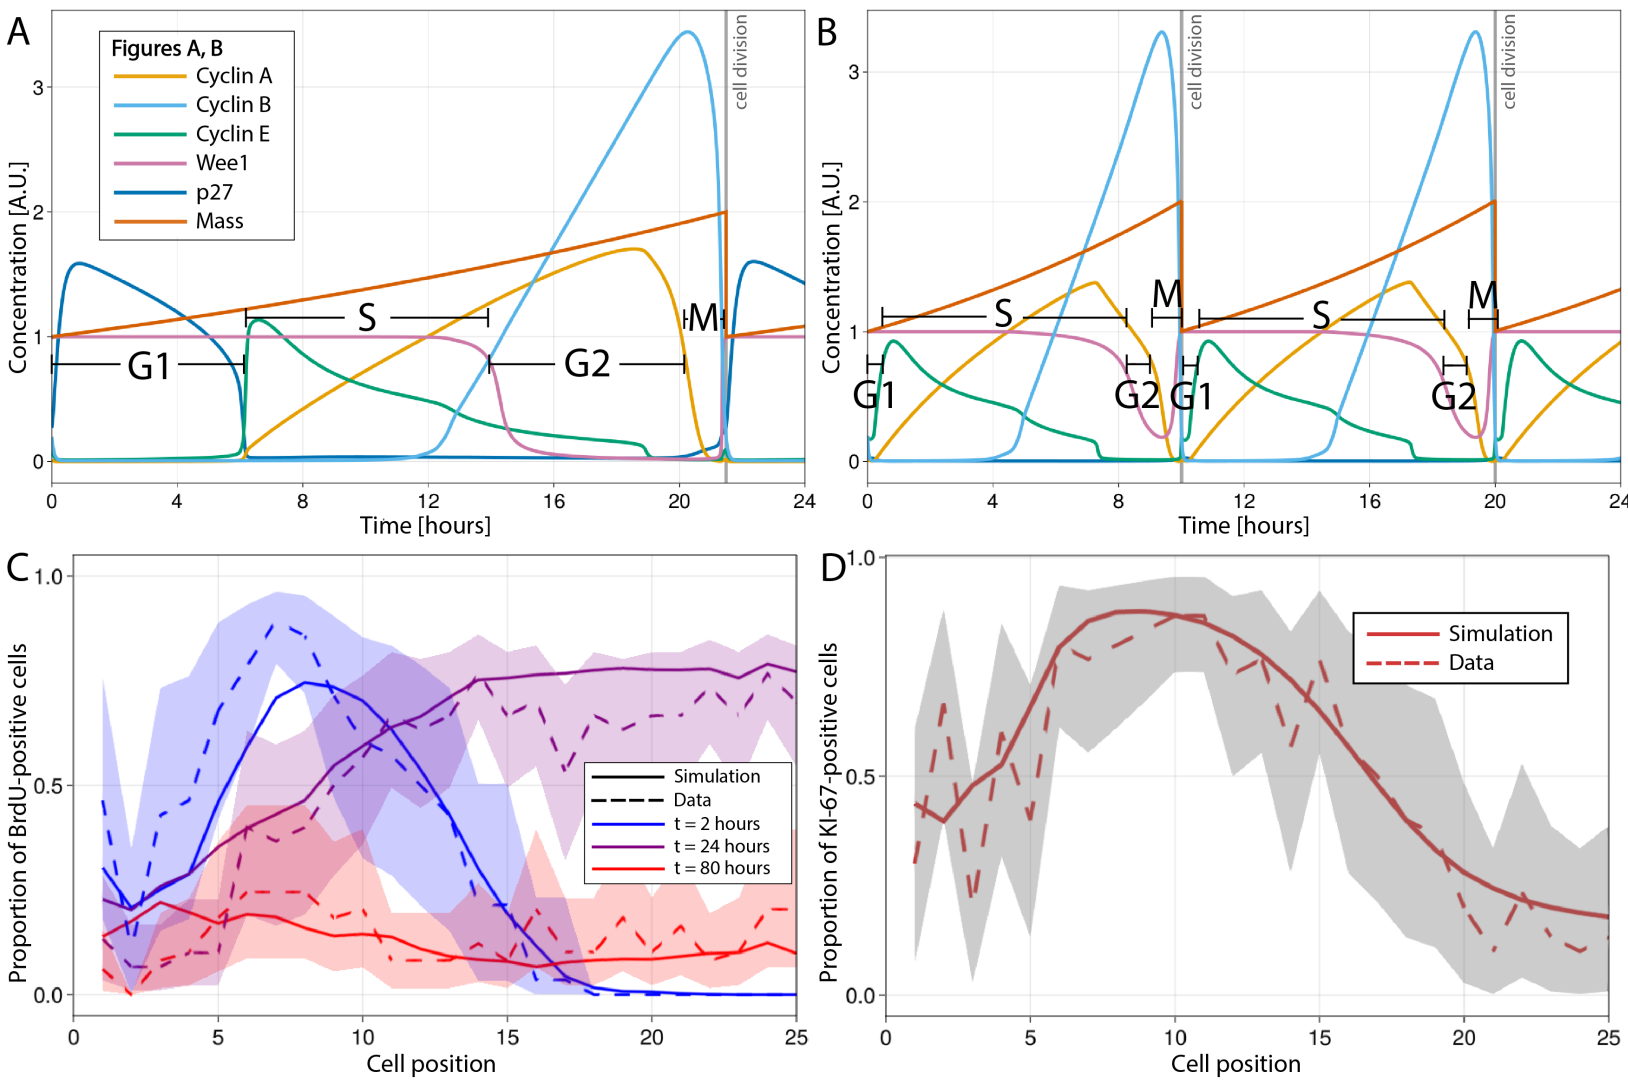 A
Figures A, B
Cyclin A
Cyclin B
Cyclin E
Wee1
p27
Mass
cell division
Concentration [A.U.]
3
2
1
0
G1
S
G2
M
0 4 8 12 16 20 24
Time [hours]
B
cell division
cell division
Concentration [A.U.]
3
2
1
0
G1
S
G2
M
G1
S
G2
M
0 4 8 12 16 20 24
Time [hours]
C
Proportion of BrdU-positive cells
1.0
0.5
0.0
Simulation
Data
t = 2 hours
t = 24 hours
t = 80 hours
0 5 10 15 20 25
Cell position
D
Proportion of KI-67-positive cells
1.0
0.5
0.0
Simulation
Data
0 5 10 15 20 25
Cell position